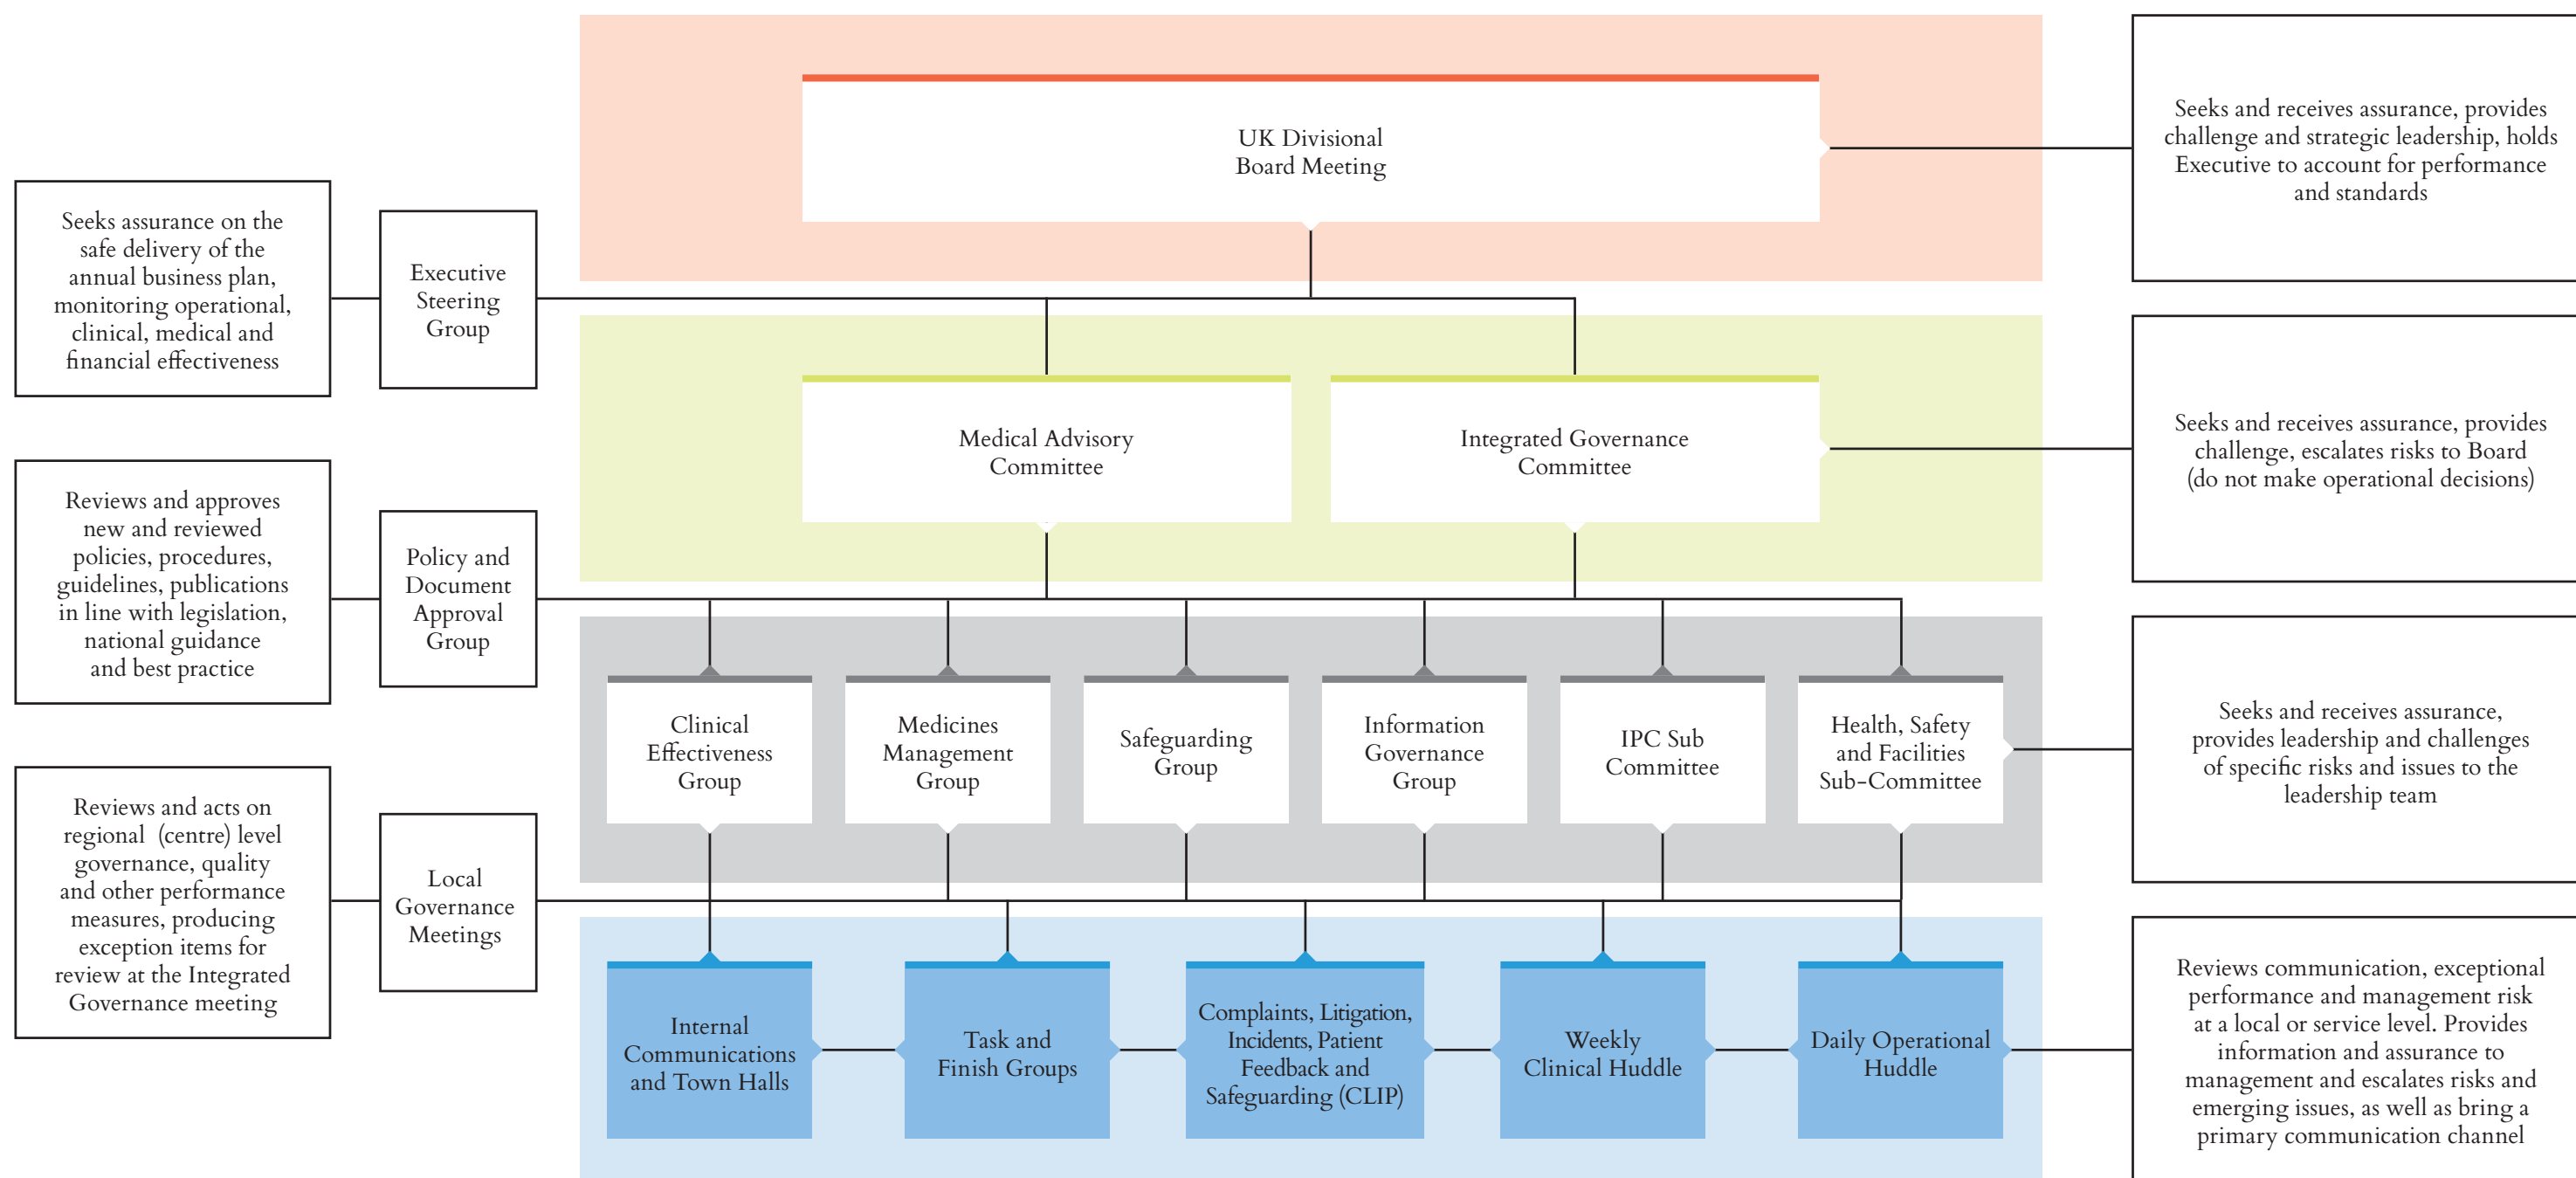 UK Divisional
Board Meeting
Seeks and receives assurance, provides
challenge and strategic leadership, holds
Executive to account for performance
and standards
Seeks assurance on the
safe delivery of the
annual business plan,
monitoring operational,
clinical, medical and
financial effectiveness
Executive
Steering
Group
Medical Advisory
Committee
Integrated Governance
Committee
Seeks and receives assurance, provides
challenge, escalates risks to Board
(do not make operational decisions)
Reviews and approves
new and reviewed
policies, procedures,
guidelines, publications
in line with legislation,
national guidance
and best practice
Policy and
Document
Approval
Group
Clinical
Effectiveness
Group
Medicines
Management
Group
Safeguarding
Group
Information
Governance
Group
IPC Sub
Committee
Health, Safety
and Facilities
Sub-Committee
Seeks and receives assurance,
provides leadership and challenges
of specific risks and issues to the
leadership team
Reviews and acts on
regional (centre) level
governance, quality
and other performance
measures, producing
exception items for
review at the Integrated
Governance meeting
Local
Governance
Meetings
Internal
Communications
and Town Halls
Task and
Finish Groups
Complaints, Litigation,
Incidents, Patient
Feedback and
Safeguarding (CLIP)
Weekly
Clinical Huddle
Daily Operational
Huddle
Reviews communication, exceptional
performance and management risk
at a local or service level. Provides
information and assurance to
management and escalates risks and
emerging issues, as well as bring a
primary communication channel